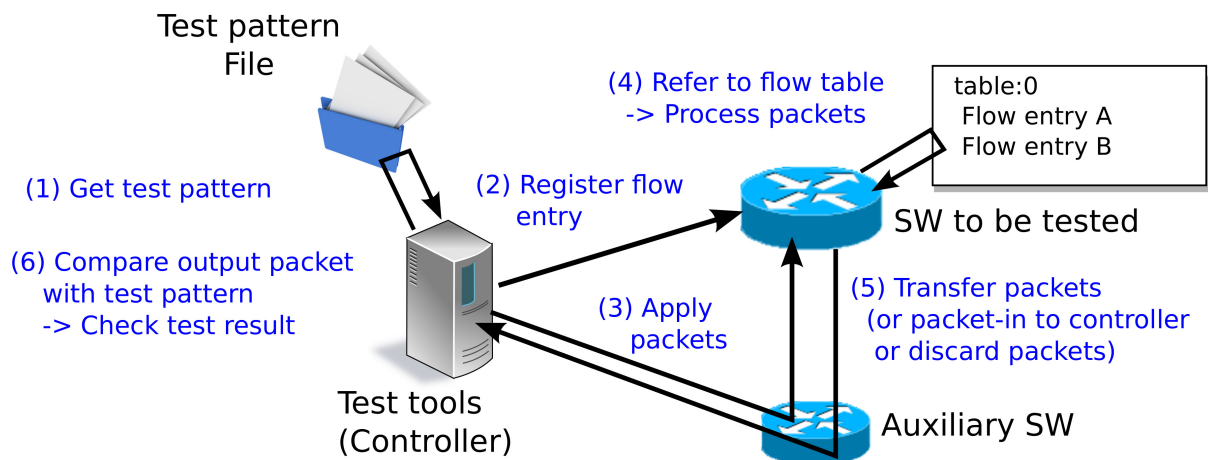 Test pattern
File
(4) Refer to flow table
-> Process packets
table:0
Flow entry A
Flow entry B
(1) Get test pattern
(2) Register flow
entry
SW to be tested
(6) Compare output packet
with test pattern
-> Check test result
(3) Apply
packets
(5) Transfer packets
(or packet-in to controller
or discard packets)
Test tools
(Controller)
Auxiliary SW